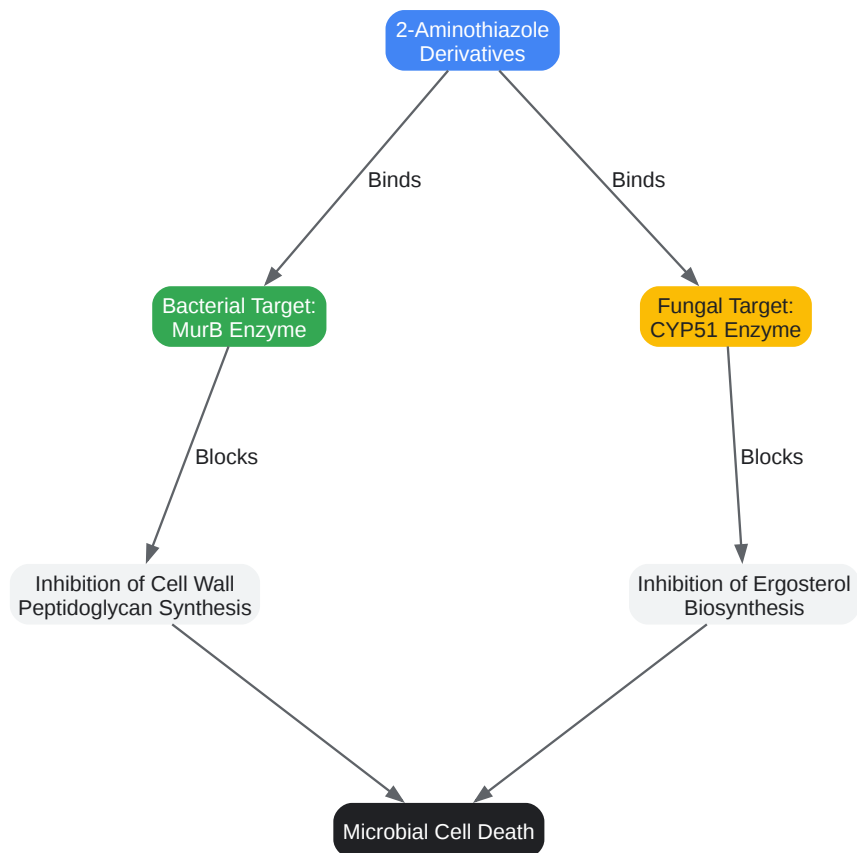 2-Aminothiazole
Derivatives
Binds
Binds
Bacterial Target:
MurB Enzyme
Fungal Target:
CYP51 Enzyme
Blocks
Blocks
Inhibition of Cell Wall
Peptidoglycan Synthesis
Inhibition of Ergosterol
Biosynthesis
Microbial Cell Death